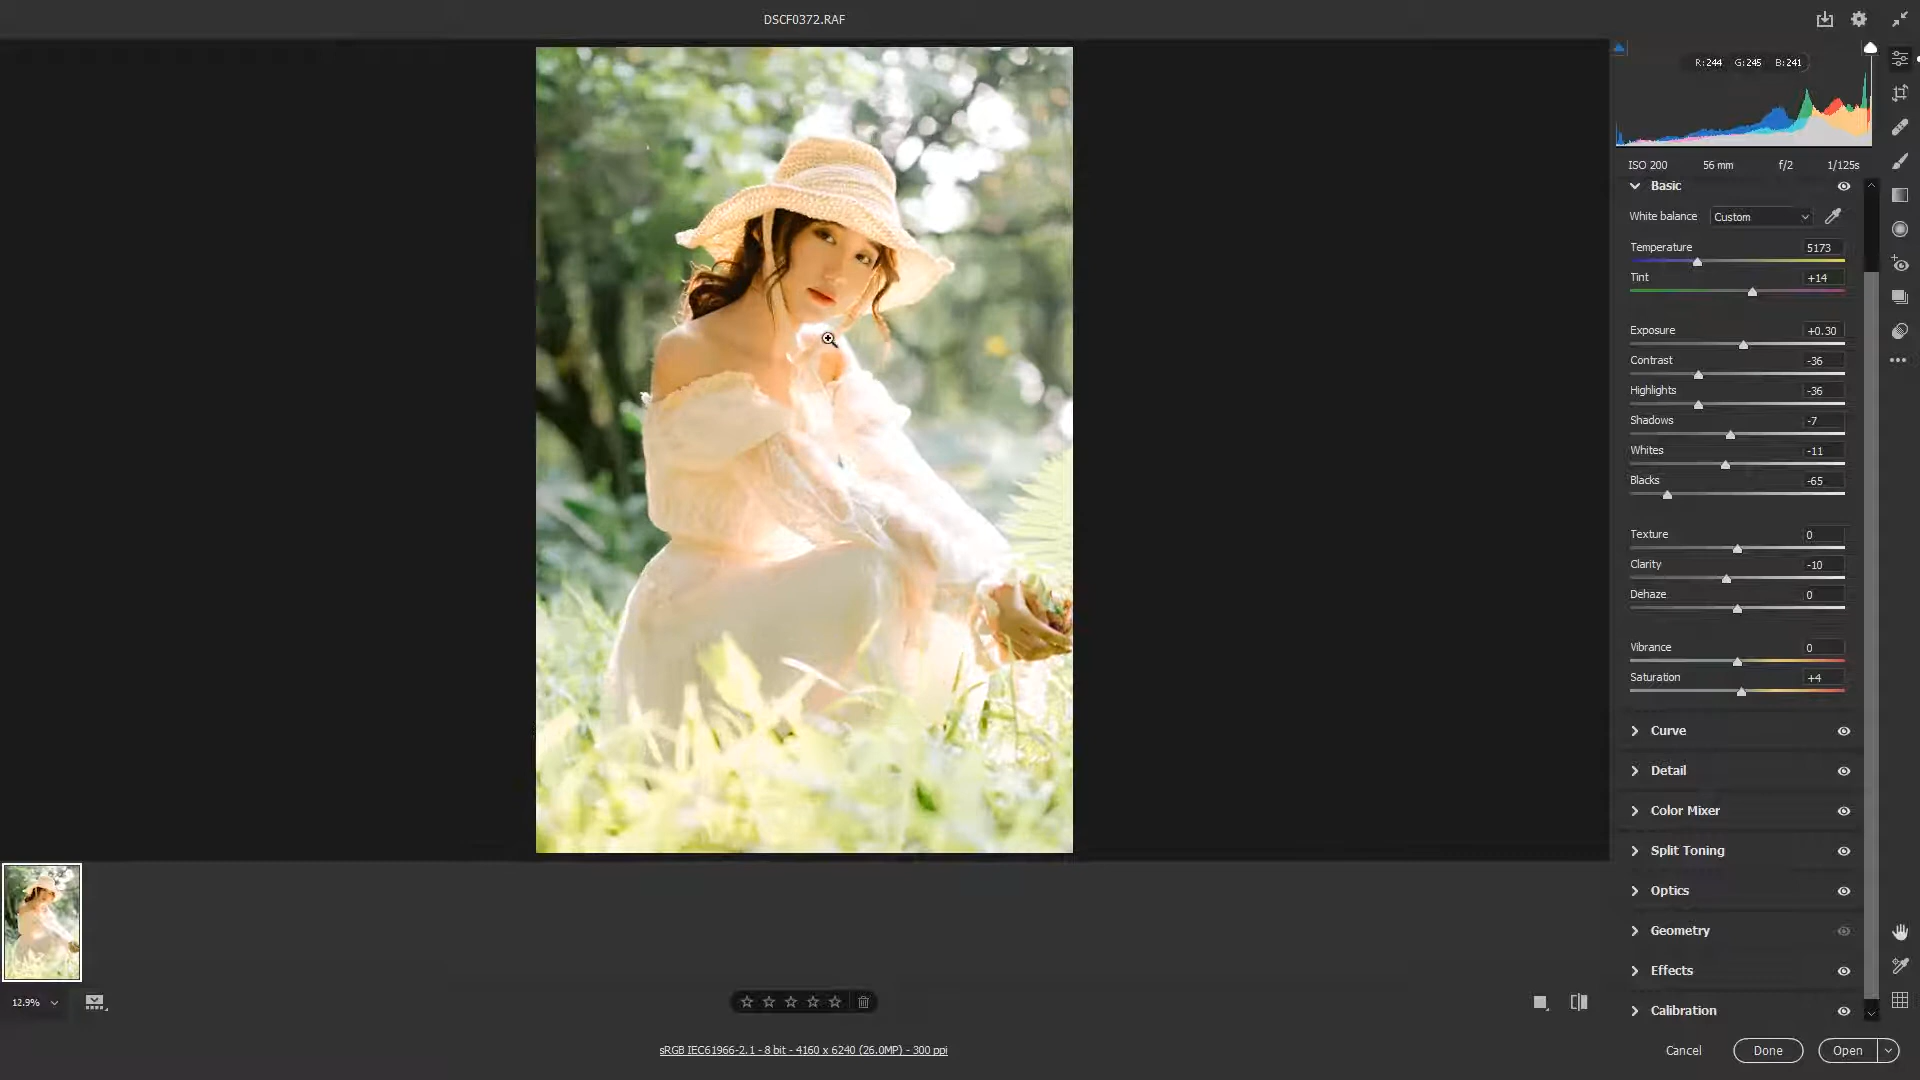 DSCF0372.RAF
R:244 G:245 B:241
ISO 200 56 mm f/2 1/125s
Basic
White balance Custom
Temperature 5173
Tint +14
Exposure +0.30
Contrast -36
Highlights -36
Shadows -7
Whites -11
Blacks -65
Texture 0
Clarity -10
Dehaze 0
Vibrance 0
Saturation +4
Curve
Detail
Color Mixer
Split Toning
Optics
Geometry
Effects
Calibration
12.9%
sRGB IEC61966-2.1 - 8 bit - 4160 x 6240 (26.0MP) - 300 ppi
Cancel Done Open